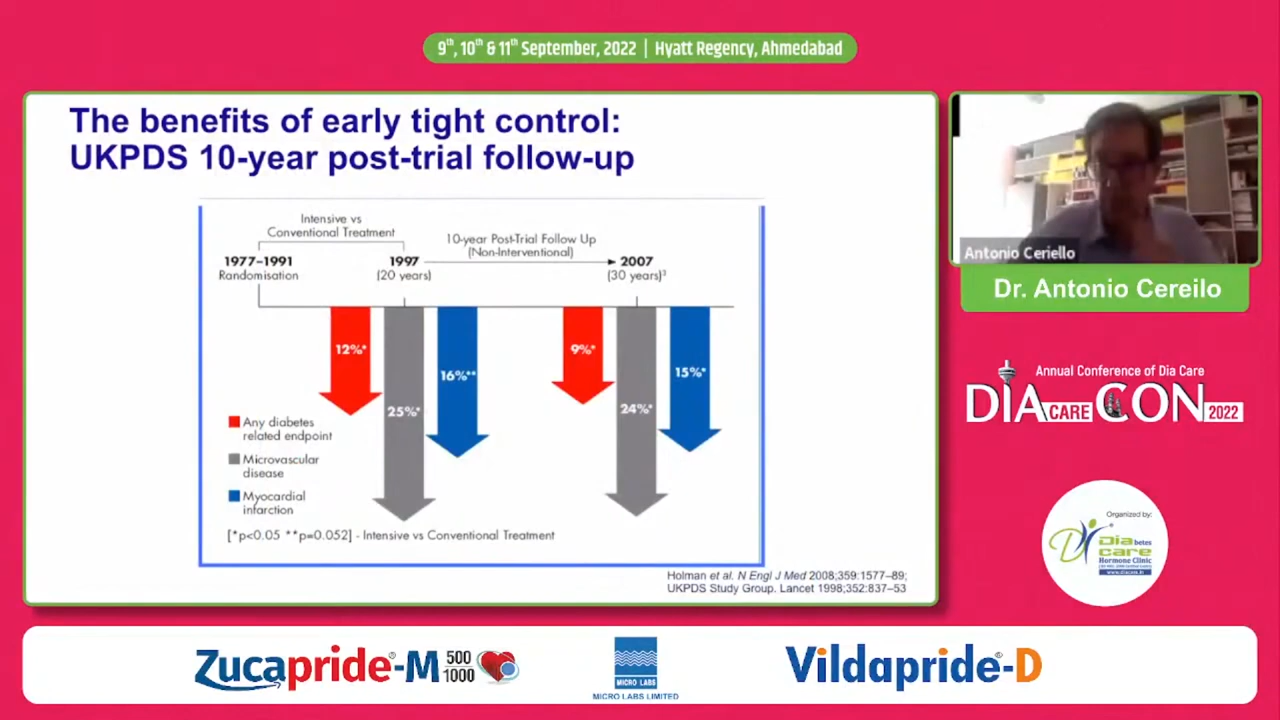 9th, 10th & 11th September, 2022 | Hyatt Regency, Ahmedabad
The benefits of early tight control:
UKPDS 10-year post-trial follow-up
Intensive vs
Conventional Treatment
10-year Post-Trial Follow Up
(Non-Interventional)
1977–1991
Randomisation
1997
(20 years)
2007
(30 years)³
12%*
25%*
16%**
9%*
24%*
15%*
Any diabetes
related endpoint
Microvascular
disease
Myocardial
infarction
[*p<0.05 **p=0.052] - Intensive vs Conventional Treatment
Holman et al. N Engl J Med 2008;359:1577–89;
UKPDS Study Group. Lancet 1998;352:837–53
Antonio Ceriello
Dr. Antonio Cereilo
Annual Conference of Dia Care
DIA CARE CON 2022
Organized by:
Diabetes
care
Hormone Clinic
Zucapride®-M 500
1000
MICRO LABS
MICRO LABS LIMITED
Vildapride®-D